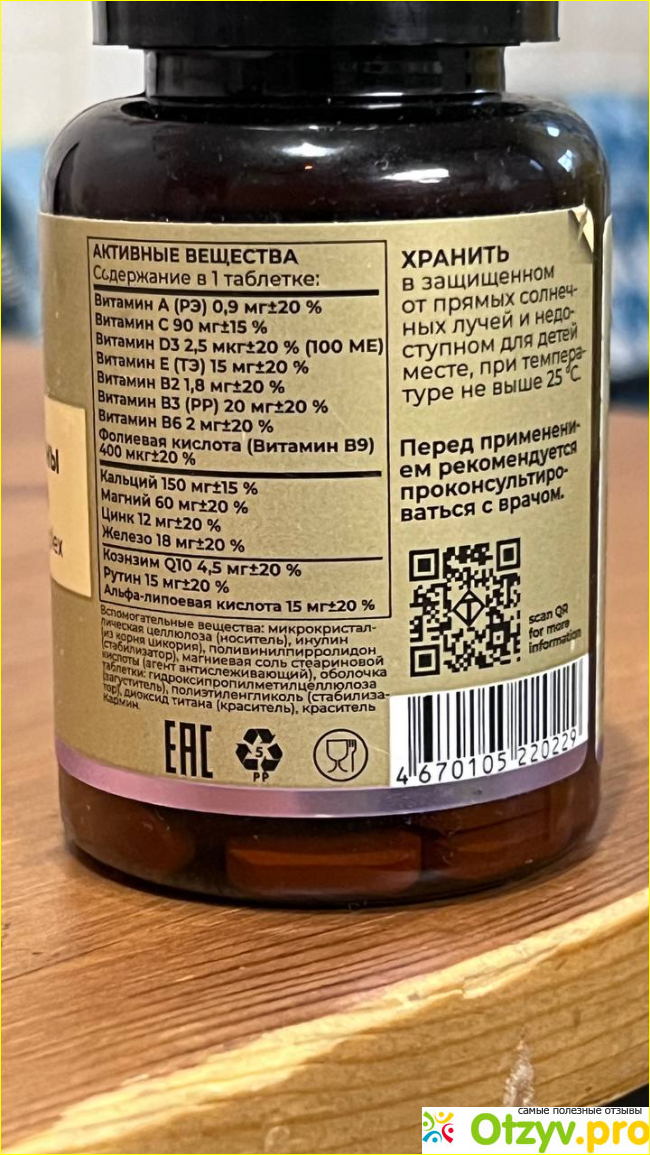 АКТИВНЫЕ ВЕЩЕСТВА
Содержание в 1 таблетке:
Витамин А (РЭ) 0,9 мг±20 %
Витамин С 90 мг±15 %
Витамин D3 2,5 мкг±20 % (100 МЕ)
Витамин Е (ТЭ) 15 мг±20 %
Витамин В2 1,8 мг±20 %
Витамин В3 (РР) 20 мг±20 %
Витамин В6 2 мг±20 %
Фолиевая кислота (Витамин В9)
400 мкг±20 %
Кальций 150 мг±15 %
Магний 60 мг±20 %
Цинк 12 мг±20 %
Железо 18 мг±20 %
Коэнзим Q10 4,5 мг±20 %
Рутин 15 мг±20 %
Альфа-липоевая кислота 15 мг±20 %
Вспомогательные вещества: микрокристал-
лическая целлюлоза (носитель), инулин
(из корня цикория), поливинилпирролидон
(стабилизатор), магниевая соль стеариновой
кислоты (агент антислеживающий), оболочка
таблетки: гидроксипропилметилцеллюлоза
(загуститель), полиэтиленгликоль (стабилиза-
тор), диоксид титана (краситель), краситель
кармин.
EAC
5
PP
ХРАНИТЬ
в защищенном
от прямых солнеч-
ных лучей и недо-
ступном для детей
месте, при темпера-
туре не выше 25 °С
Перед применени-
ем рекомендуется
проконсультиро-
ваться с врачом.
scan QR
for more
information
4 670105 220229
самые полезные отзывы
Otzyv.pro